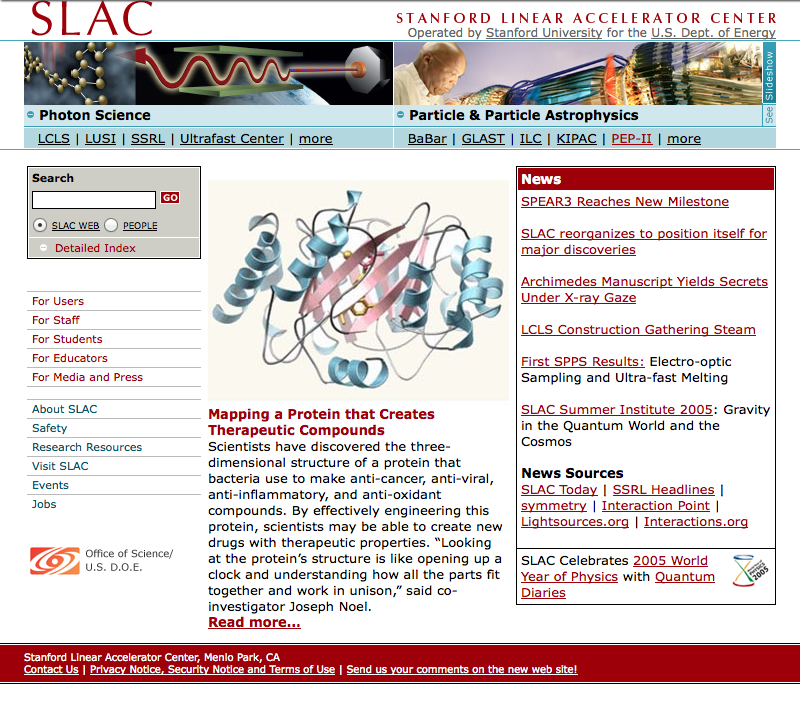 SLAC
STANFORD LINEAR ACCELERATOR CENTER
Operated by Stanford University for the U.S. Dept. of Energy
See Slideshow
Photon Science
LCLS | LUSI | SSRL | Ultrafast Center | more
Particle & Particle Astrophysics
BaBar | GLAST | ILC | KIPAC | PEP-II | more
Search
GO
SLAC WEB PEOPLE
Detailed Index
For Users
For Staff
For Students
For Educators
For Media and Press
About SLAC
Safety
Research Resources
Visit SLAC
Events
Jobs
Office of Science/
U.S. D.O.E.
Mapping a Protein that Creates
Therapeutic Compounds
Scientists have discovered the three-
dimensional structure of a protein that
bacteria use to make anti-cancer, anti-viral,
anti-inflammatory, and anti-oxidant
compounds. By effectively engineering this
protein, scientists may be able to create new
drugs with therapeutic properties. “Looking
at the protein’s structure is like opening up a
clock and understanding how all the parts fit
together and work in unison,” said co-
investigator Joseph Noel.
Read more...
News
SPEAR3 Reaches New Milestone
SLAC reorganizes to position itself for
major discoveries
Archimedes Manuscript Yields Secrets
Under X-ray Gaze
LCLS Construction Gathering Steam
First SPPS Results: Electro-optic
Sampling and Ultra-fast Melting
SLAC Summer Institute 2005: Gravity
in the Quantum World and the
Cosmos
News Sources
SLAC Today | SSRL Headlines |
symmetry | Interaction Point |
Lightsources.org | Interactions.org
SLAC Celebrates 2005 World
Year of Physics with Quantum
Diaries
Stanford Linear Accelerator Center, Menlo Park, CA
Contact Us | Privacy Notice, Security Notice and Terms of Use | Send us your comments on the new web site!